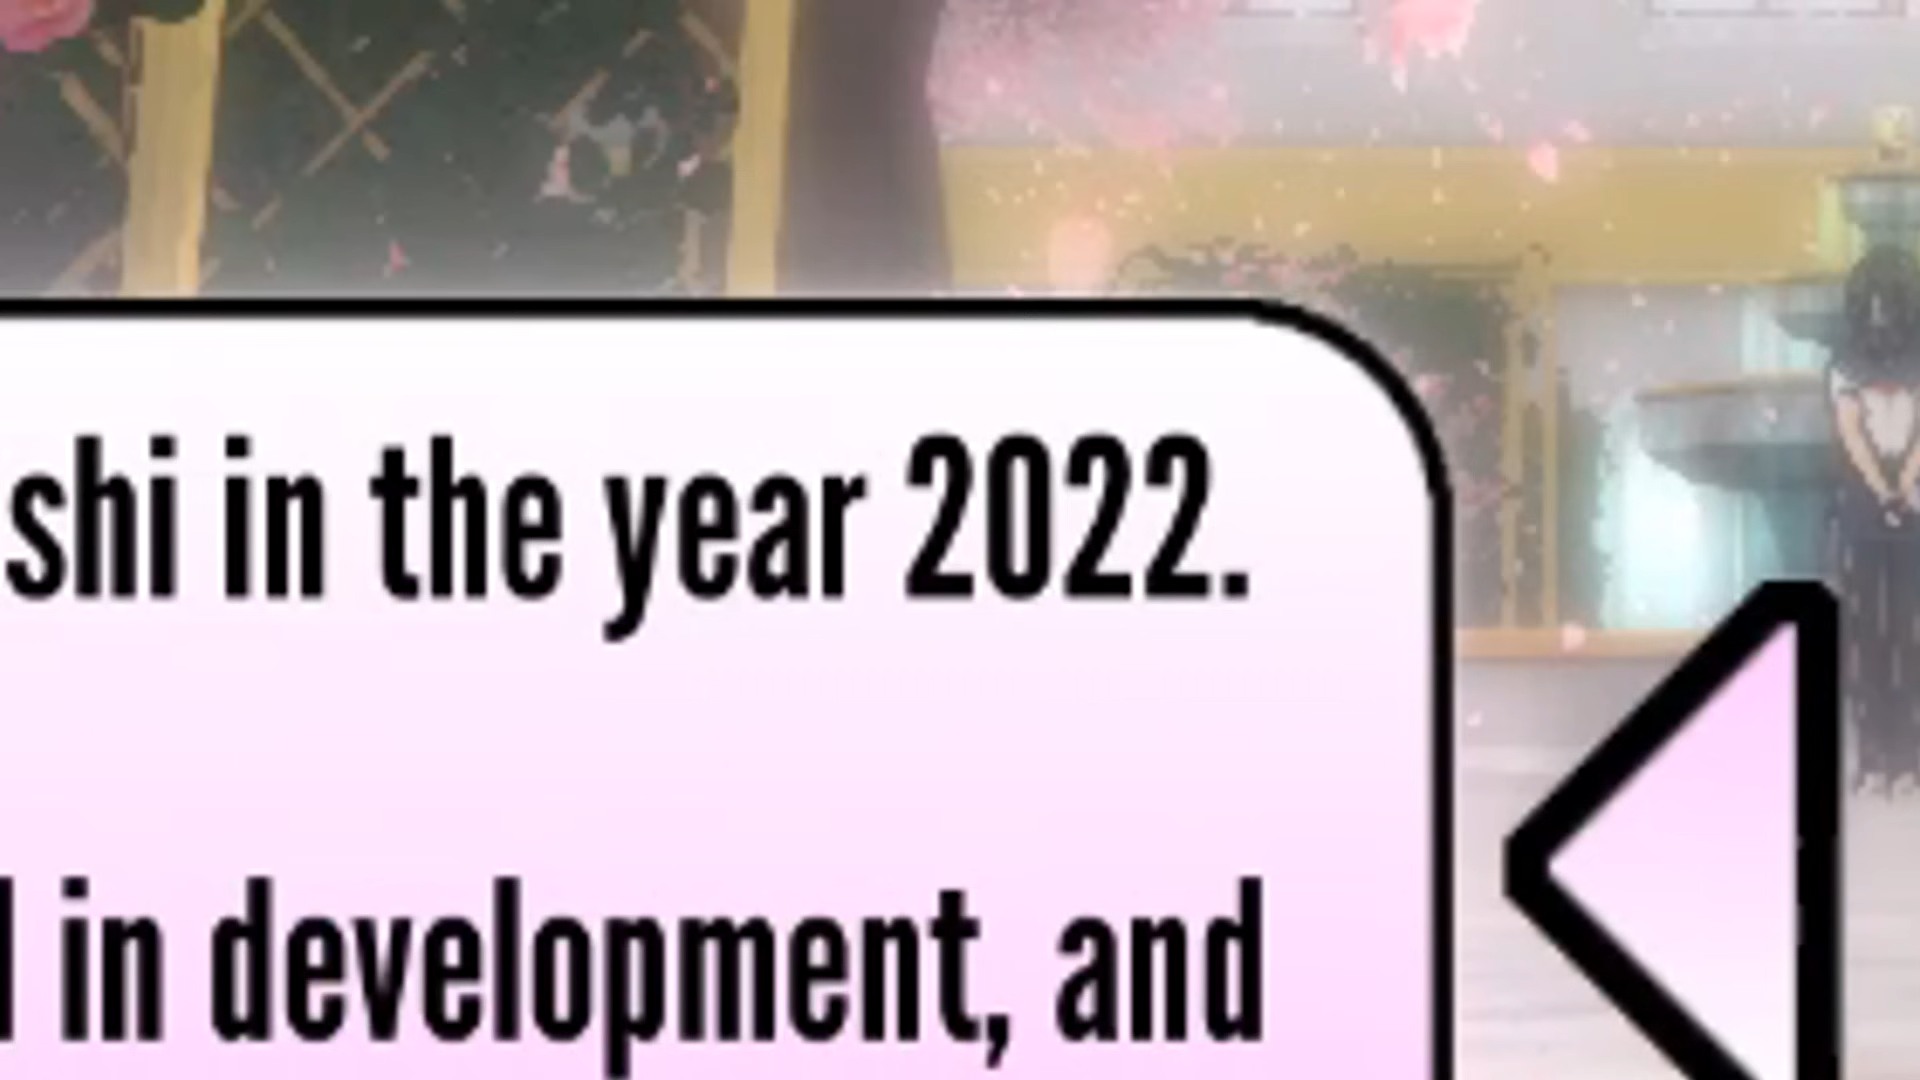 shi in the year 2022.
in development, and